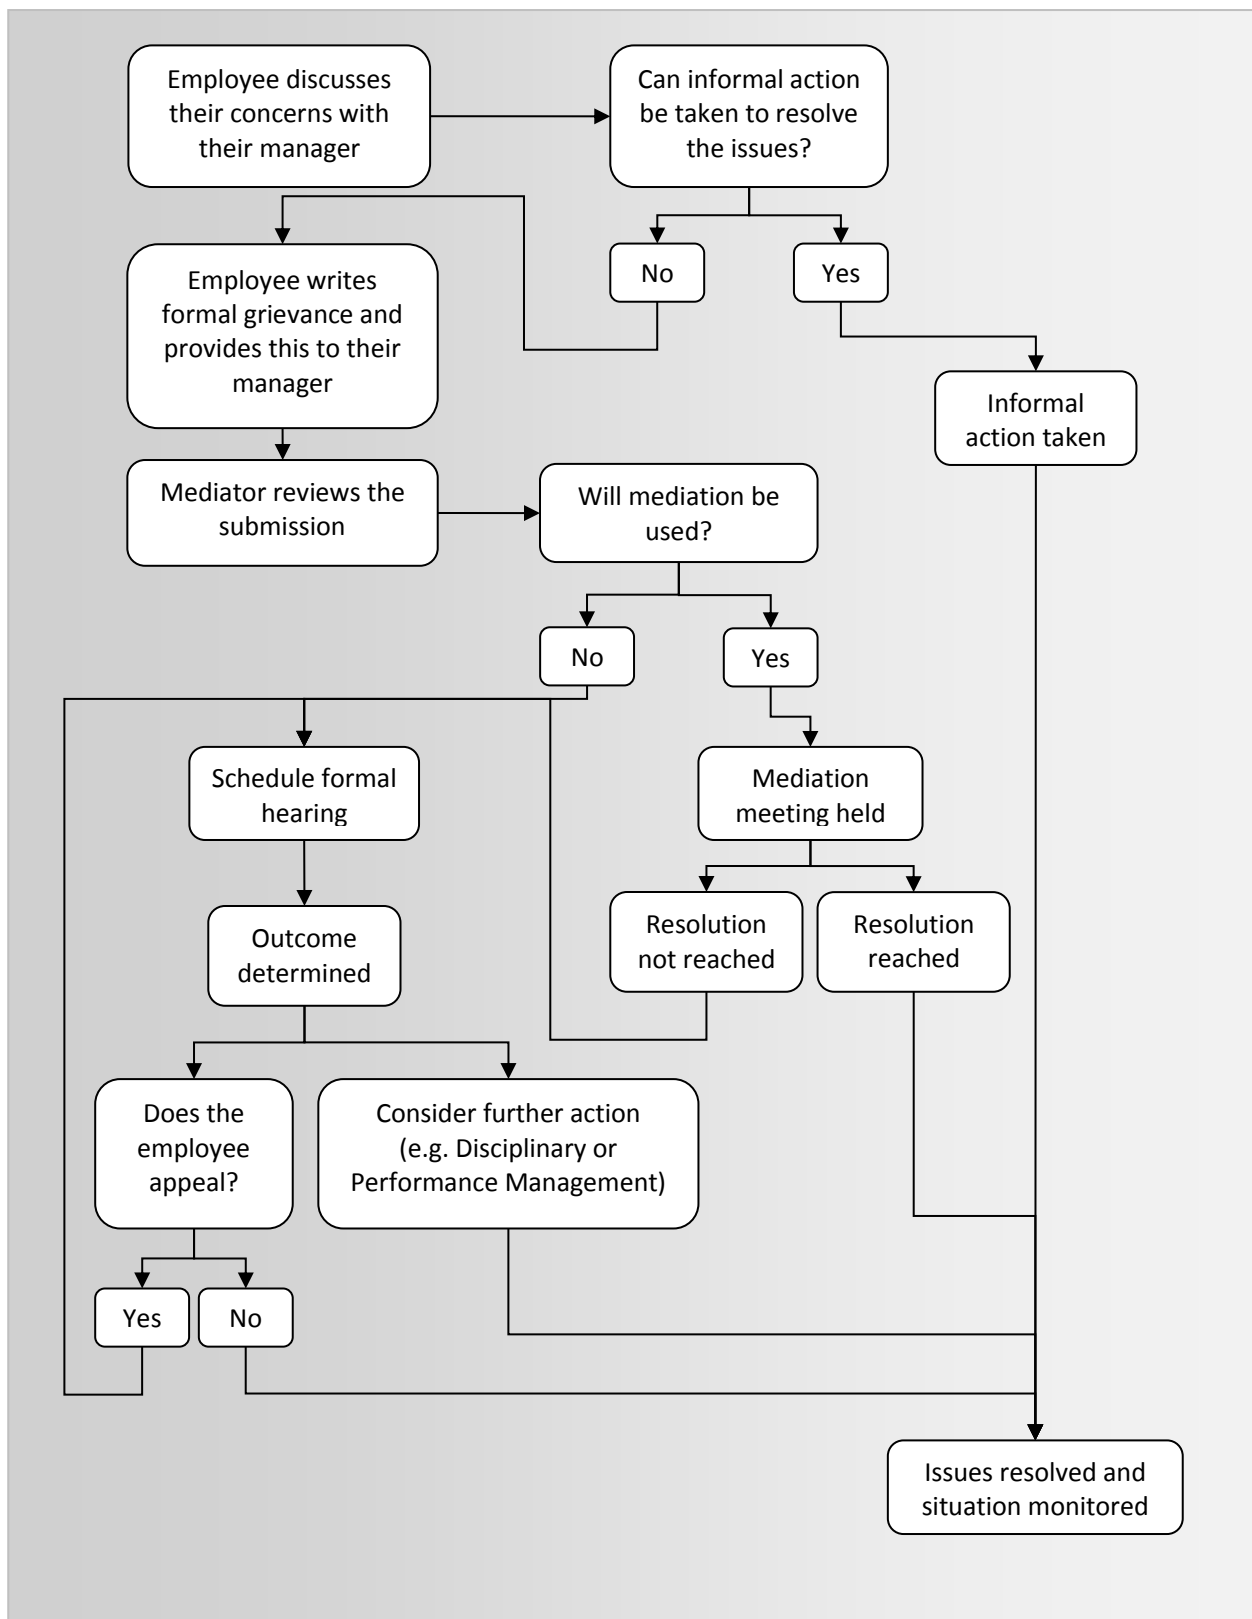 Employee discusses
their concerns with
their manager
Can informal action
be taken to resolve
the issues?
No
Yes
Employee writes
formal grievance and
provides this to their
manager
Informal
action taken
Mediator reviews the
submission
Will mediation be
used?
No
Yes
Schedule formal
hearing
Mediation
meeting held
Outcome
determined
Resolution
not reached
Resolution
reached
Does the
employee
appeal?
Consider further action
(e.g. Disciplinary or
Performance Management)
Yes
No
Issues resolved and
situation monitored